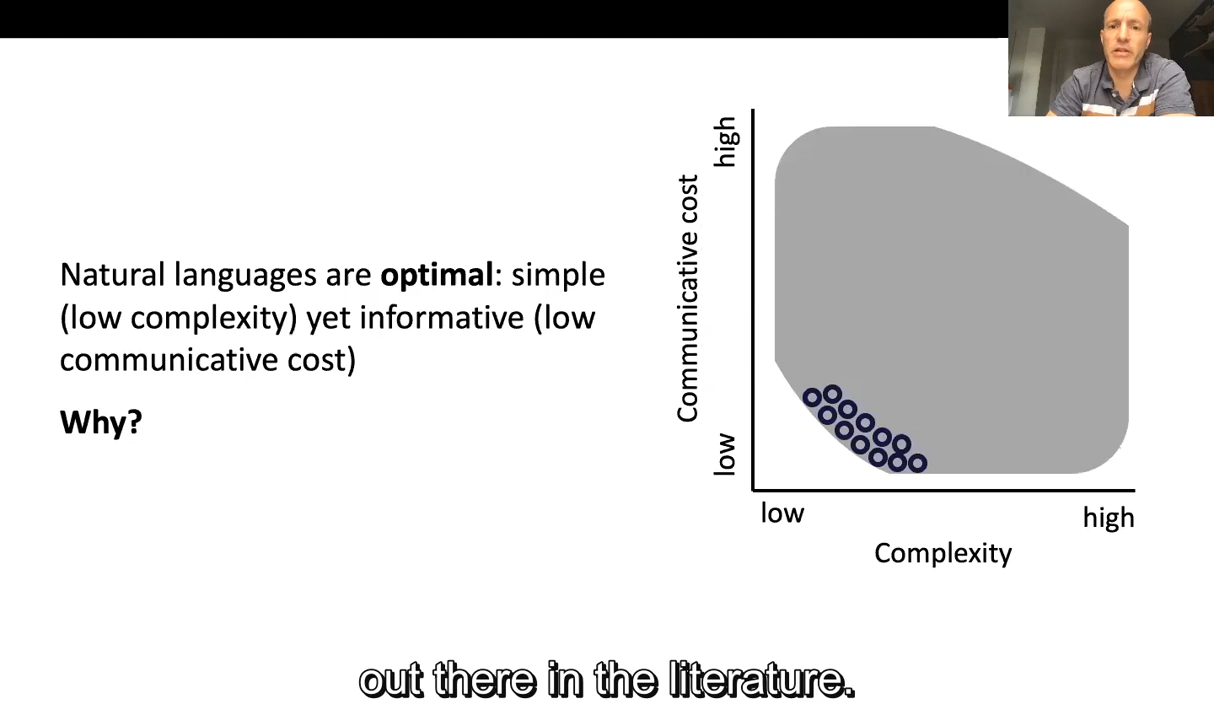 Natural languages are optimal: simple
(low complexity) yet informative (low
communicative cost)
Why?
Communicative cost
high
low
low
high
Complexity
out there in the literature.